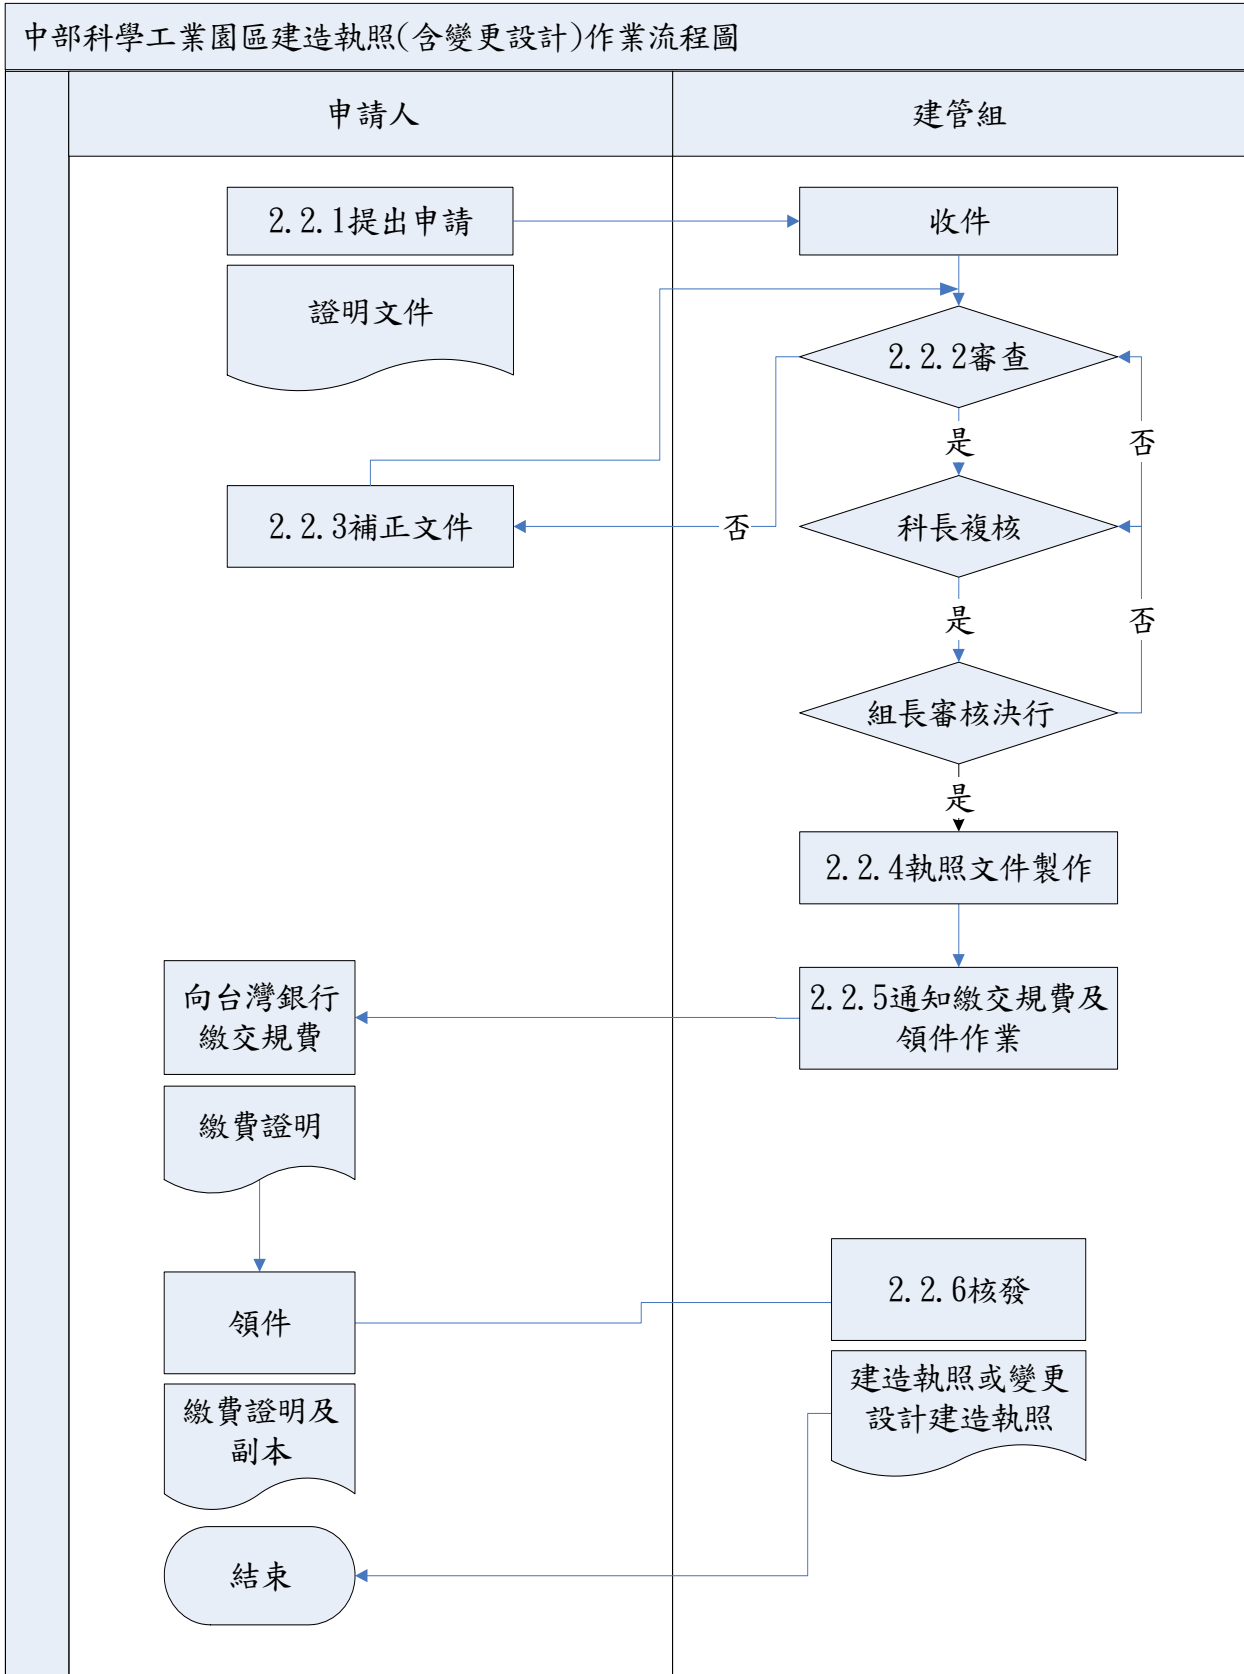 中部科學工業園區建造執照(含變更設計)作業流程圖
申請人
建管組
2.2.1提出申請
收件
證明文件
2.2.2審查
是
否
2.2.3補正文件
否
科長複核
是
否
組長審核決行
是
2.2.4執照文件製作
向台灣銀行
繳交規費
2.2.5通知繳交規費及
領件作業
繳費證明
2.2.6核發
領件
建造執照或變更
設計建造執照
繳費證明及
副本
結束